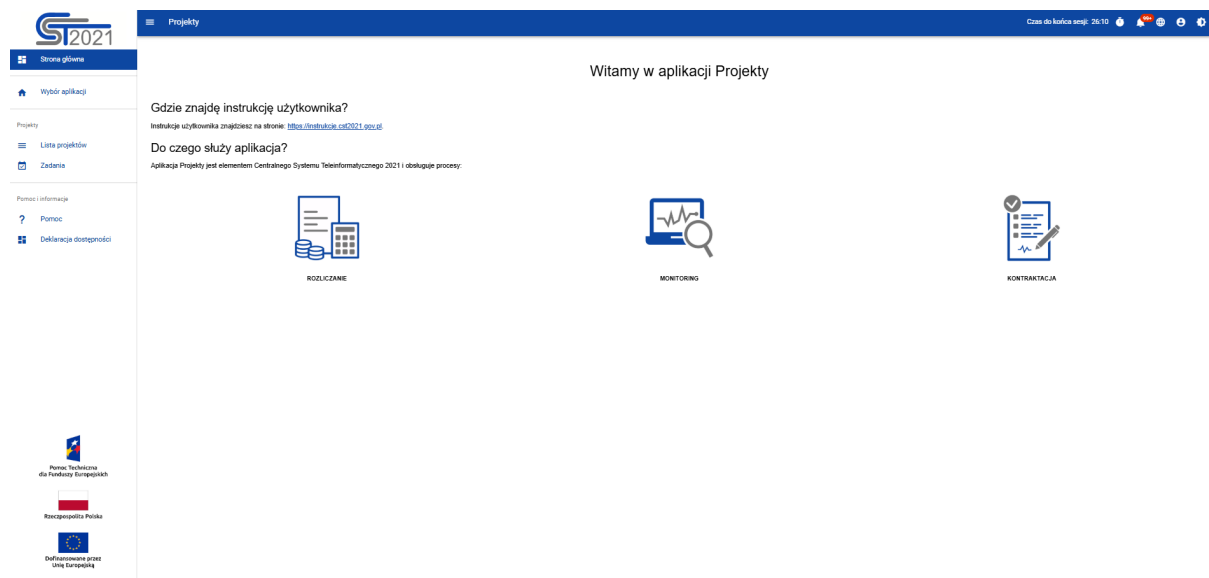 CST2021
Projekty
Czas do końca sesji: 26:10
99+
Strona główna
Wybór aplikacji
Projekty
Lista projektów
Zadania
Pomoc i informacje
Pomoc
Deklaracja dostępności
Pomoc Techniczna
dla Funduszy Europejskich
Rzeczpospolita Polska
Dofinansowane przez
Unię Europejską
Witamy w aplikacji Projekty
Gdzie znajdę instrukcję użytkownika?
Instrukcje użytkownika znajdziesz na stronie: https://instrukcje.cst2021.gov.pl.
Do czego służy aplikacja?
Aplikacja Projekty jest elementem Centralnego Systemu Teleinformatycznego 2021 i obsługuje procesy:
ROZLICZANIE
MONITORING
KONTRAKTACJA